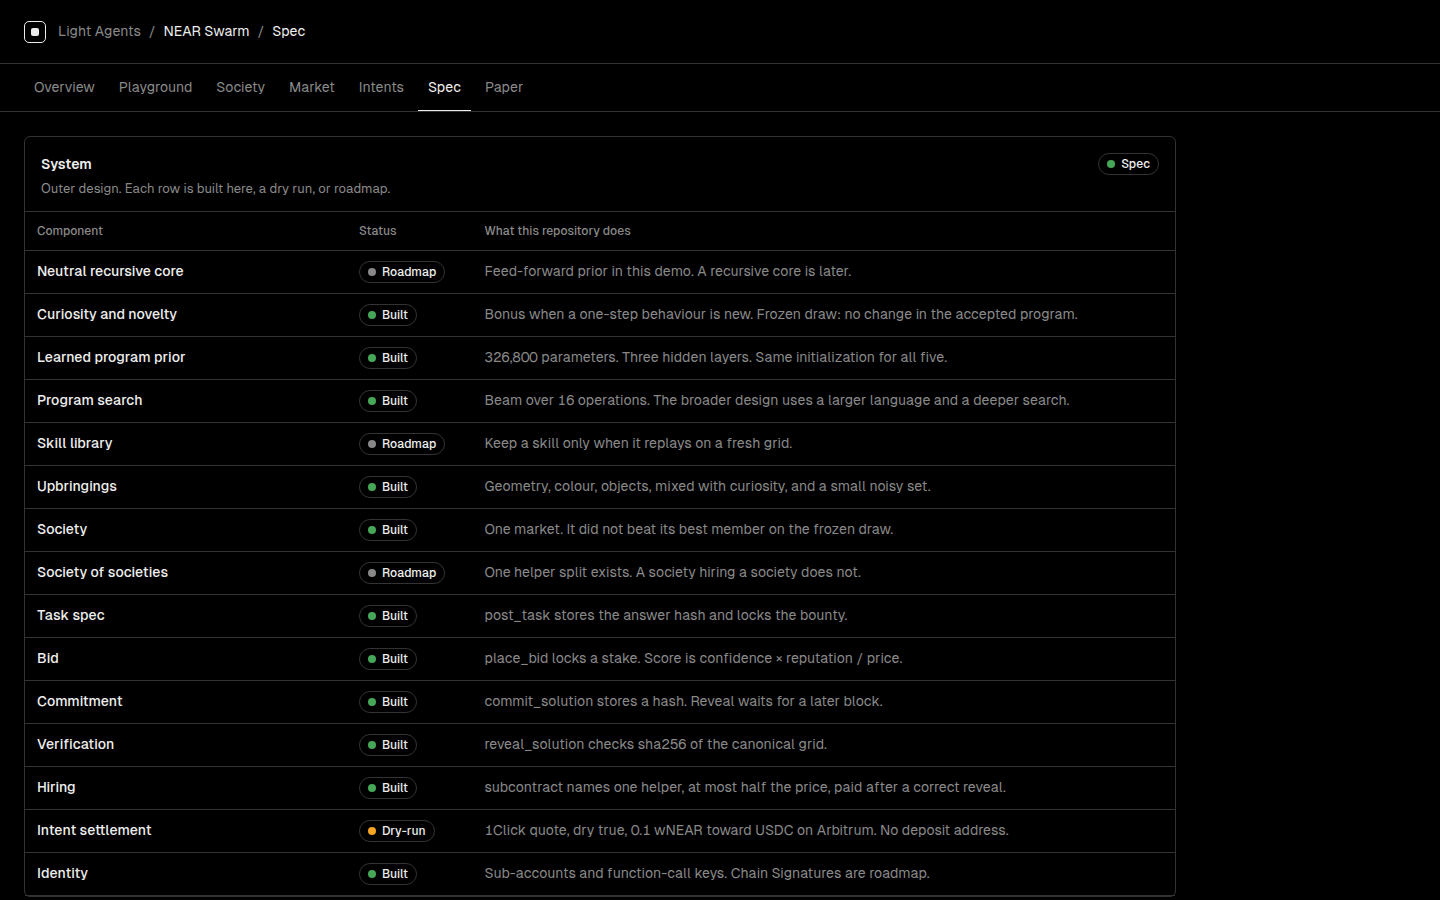 Light Agents / NEAR Swarm / Spec
Overview Playground Society Market Intents Spec Paper
System
Spec
Outer design. Each row is built here, a dry run, or roadmap.
Component Status What this repository does
Neutral recursive core Roadmap Feed-forward prior in this demo. A recursive core is later.
Curiosity and novelty Built Bonus when a one-step behaviour is new. Frozen draw: no change in the accepted program.
Learned program prior Built 326,800 parameters. Three hidden layers. Same initialization for all five.
Program search Built Beam over 16 operations. The broader design uses a larger language and a deeper search.
Skill library Roadmap Keep a skill only when it replays on a fresh grid.
Upbringings Built Geometry, colour, objects, mixed with curiosity, and a small noisy set.
Society Built One market. It did not beat its best member on the frozen draw.
Society of societies Roadmap One helper split exists. A society hiring a society does not.
Task spec Built post_task stores the answer hash and locks the bounty.
Bid Built place_bid locks a stake. Score is confidence × reputation / price.
Commitment Built commit_solution stores a hash. Reveal waits for a later block.
Verification Built reveal_solution checks sha256 of the canonical grid.
Hiring Built subcontract names one helper, at most half the price, paid after a correct reveal.
Intent settlement Dry-run 1Click quote, dry true, 0.1 wNEAR toward USDC on Arbitrum. No deposit address.
Identity Built Sub-accounts and function-call keys. Chain Signatures are roadmap.